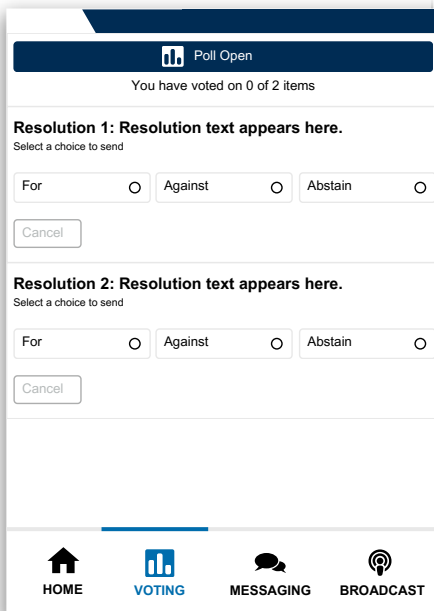 Poll Open
You have voted on 0 of 2 items
Resolution 1: Resolution text appears here.
Select a choice to send
For Against Abstain
Cancel
Resolution 2: Resolution text appears here.
Select a choice to send
For Against Abstain
Cancel
HOME VOTING MESSAGING BROADCAST